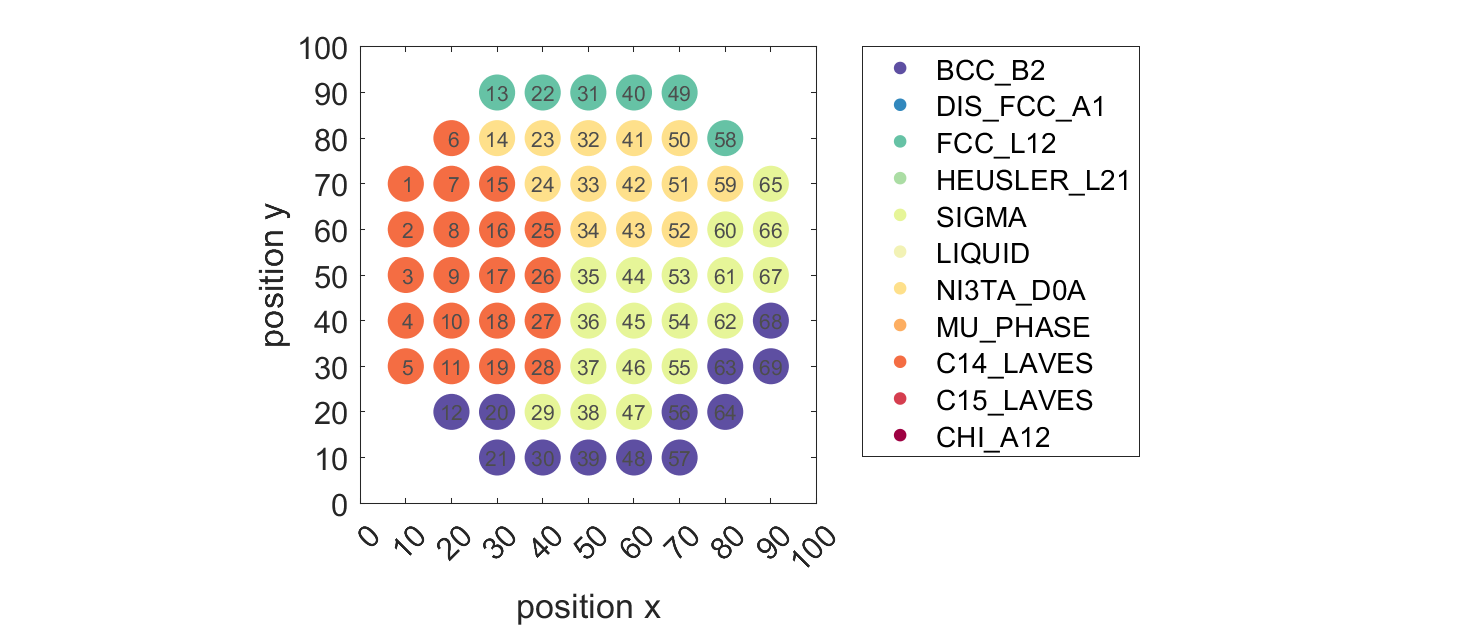 100
90 13 22 31 40 49
80 6 14 23 32 41 50 58
70 1 7 15 24 33 42 51 59 65
60 2 8 16 25 34 43 52 60 66
50 3 9 17 26 35 44 53 61 67
40 4 10 18 27 36 45 54 62 68
30 5 11 19 28 37 46 55 63 69
20 12 20 29 38 47 56 64
10 21 30 39 48 57
0
0 10 20 30 40 50 60 70 80 90 100
position x
position y
BCC_B2
DIS_FCC_A1
FCC_L12
HEUSLER_L21
SIGMA
LIQUID
NI3TA_D0A
MU_PHASE
C14_LAVES
C15_LAVES
CHI_A12